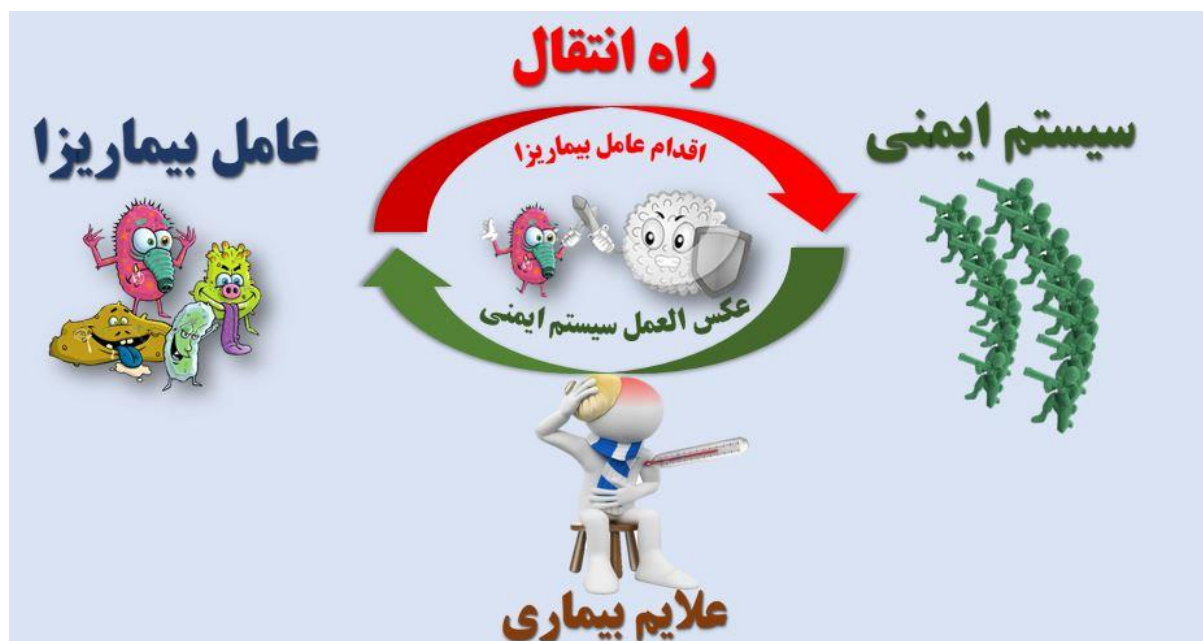 راه انتقال
سیستم ایمنی
عامل بیماریزا
اقدام عامل بیماریزا
عکس العمل سیستم ایمنی
علایم بیماری